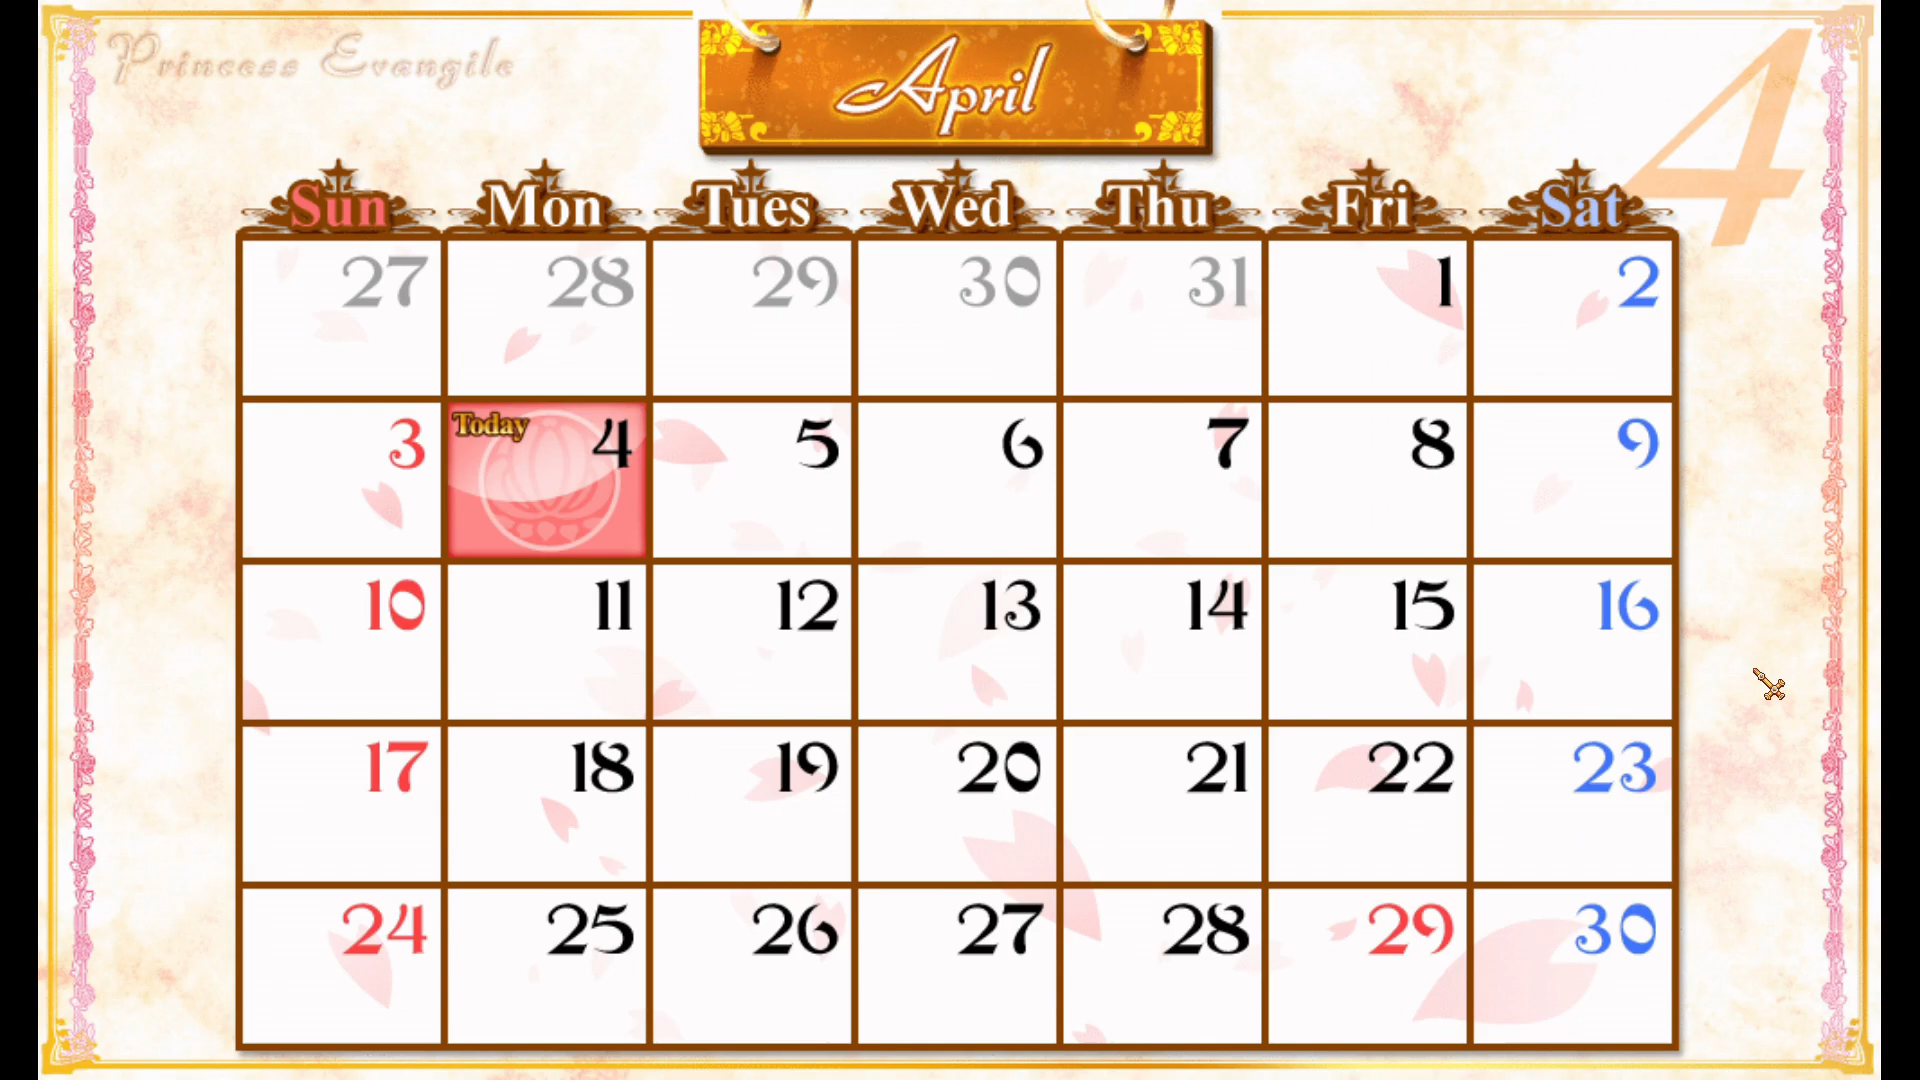 Princess Evangile
April
4
Sun Mon Tues Wed Thu Fri Sat
27 28 29 30 31 1 2
3 Today 4 5 6 7 8 9
10 11 12 13 14 15 16
17 18 19 20 21 22 23
24 25 26 27 28 29 30